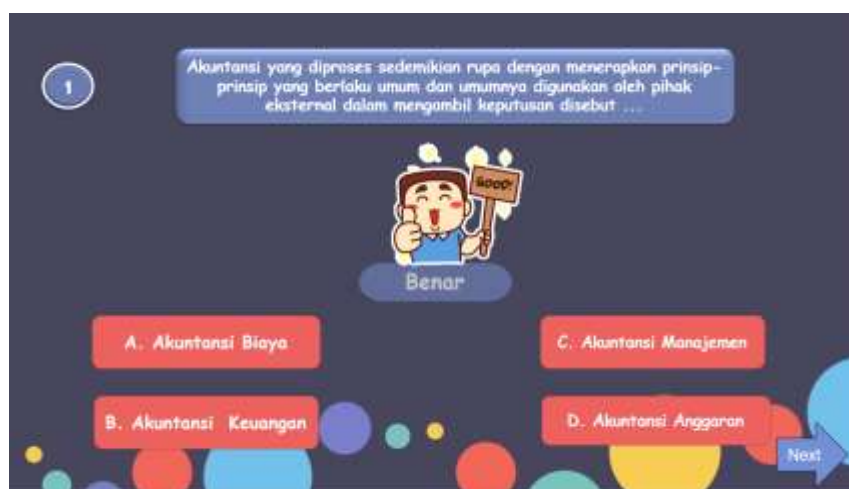 1
Akuntansi yang diproses sedemikian rupa dengan menerapkan prinsip-
prinsip yang berlaku umum dan umumnya digunakan oleh pihak
eksternal dalam mengambil keputusan disebut ...
GOOD!
Benar
A. Akuntansi Biaya
C. Akuntansi Manajemen
B. Akuntansi Keuangan
D. Akuntansi Anggaran
Next